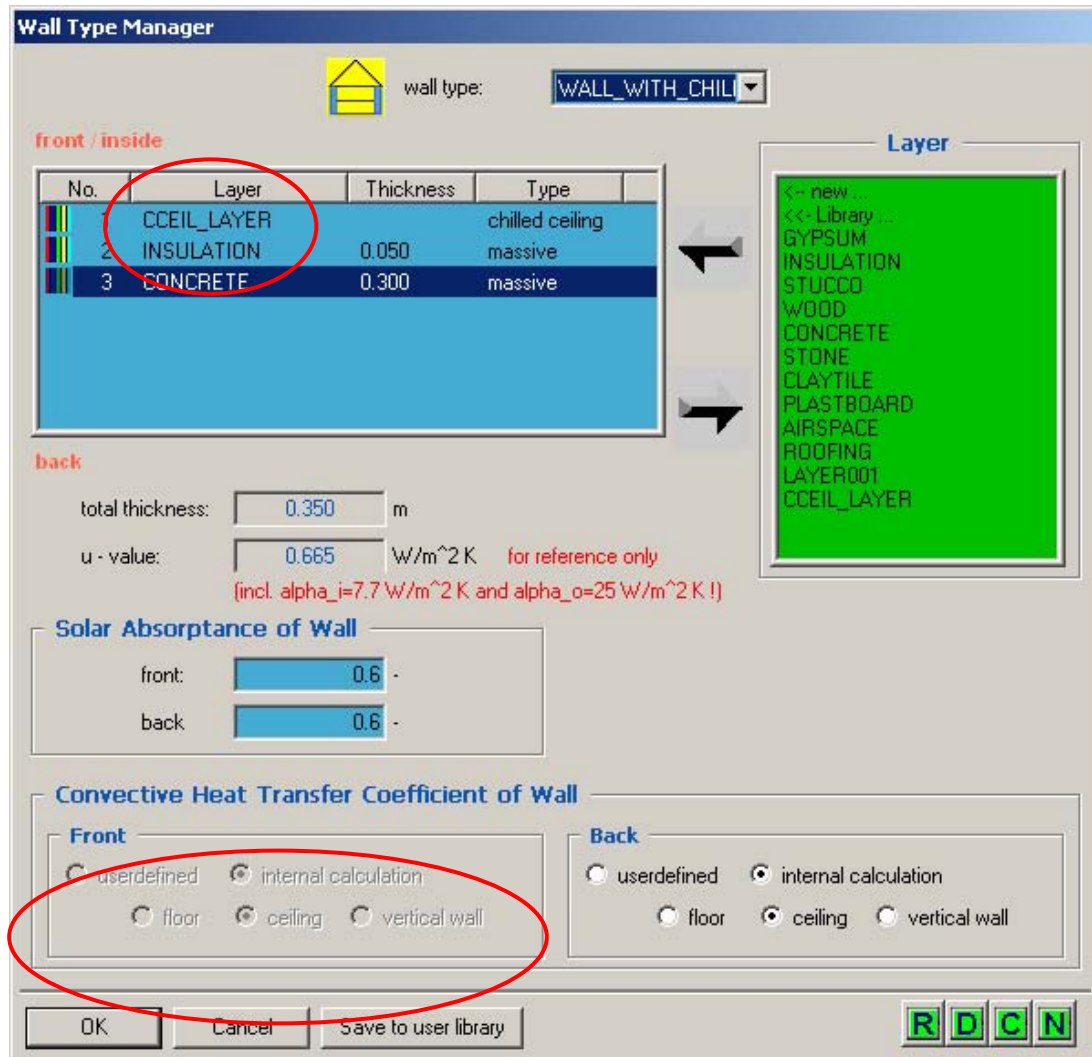 Wall Type Manager
wall type: WALL_WITH_CHIL
front / inside
Layer
No. Layer Thickness Type
1 CCEIL_LAYER chilled ceiling
2 INSULATION 0.050 massive
3 CONCRETE 0.300 massive
<-- new ...
<<- Library ...
GYPSUM
INSULATION
STUCCO
WOOD
CONCRETE
STONE
CLAYTILE
PLASTBOARD
AIRSPACE
ROOFING
LAYER001
CCEIL_LAYER
back
total thickness: 0.350 m
u - value: 0.665 W/m^2 K for reference only
(incl. alpha_i=7.7 W/m^2 K and alpha_o=25 W/m^2 K !)
Solar Absorptance of Wall
front: 0.6 -
back 0.6 -
Convective Heat Transfer Coefficient of Wall
Front
userdefined internal calculation
floor ceiling vertical wall
Back
userdefined internal calculation
floor ceiling vertical wall
OK Cancel Save to user library
R D C N